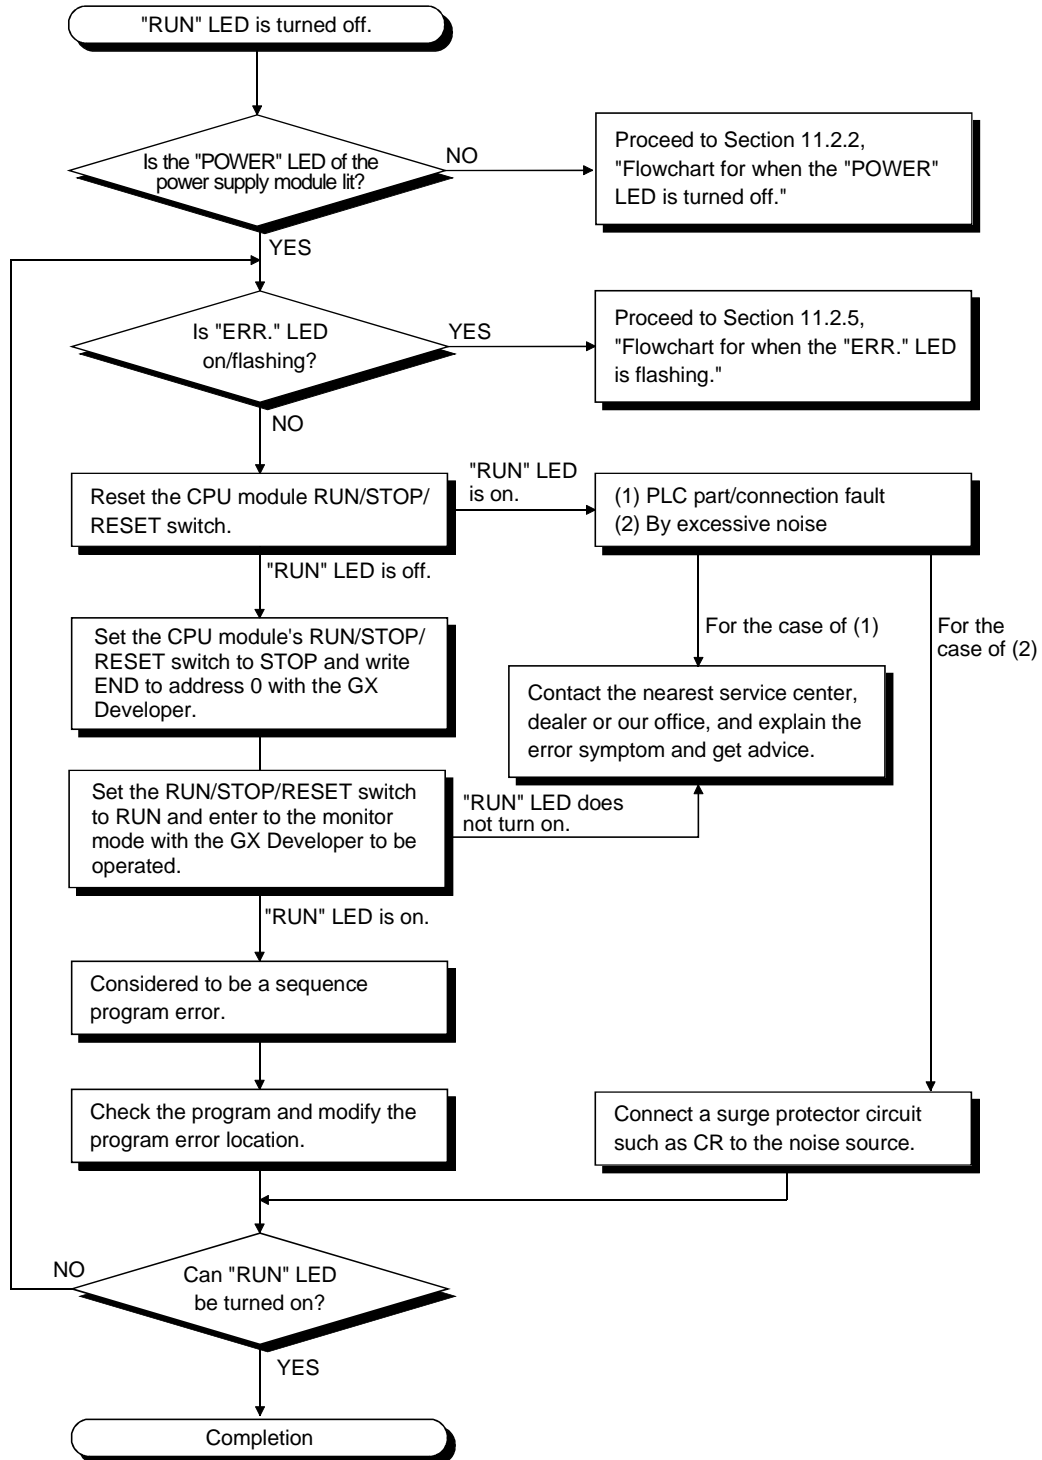 "RUN" LED is turned off.
Is the "POWER" LED of the
power supply module lit?
NO
Proceed to Section 11.2.2,
"Flowchart for when the "POWER"
LED is turned off."
YES
Is "ERR." LED
on/flashing?
YES
Proceed to Section 11.2.5,
"Flowchart for when the "ERR." LED
is flashing."
NO
Reset the CPU module RUN/STOP/
RESET switch.
"RUN" LED
is on.
(1) PLC part/connection fault
(2) By excessive noise
"RUN" LED is off.
Set the CPU module's RUN/STOP/
RESET switch to STOP and write
END to address 0 with the GX
Developer.
For the case of (1)
For the
case of (2)
Contact the nearest service center,
dealer or our office, and explain the
error symptom and get advice.
Set the RUN/STOP/RESET switch
to RUN and enter to the monitor
mode with the GX Developer to be
operated.
"RUN" LED does
not turn on.
"RUN" LED is on.
Considered to be a sequence
program error.
Check the program and modify the
program error location.
Connect a surge protector circuit
such as CR to the noise source.
NO
Can "RUN" LED
be turned on?
YES
Completion